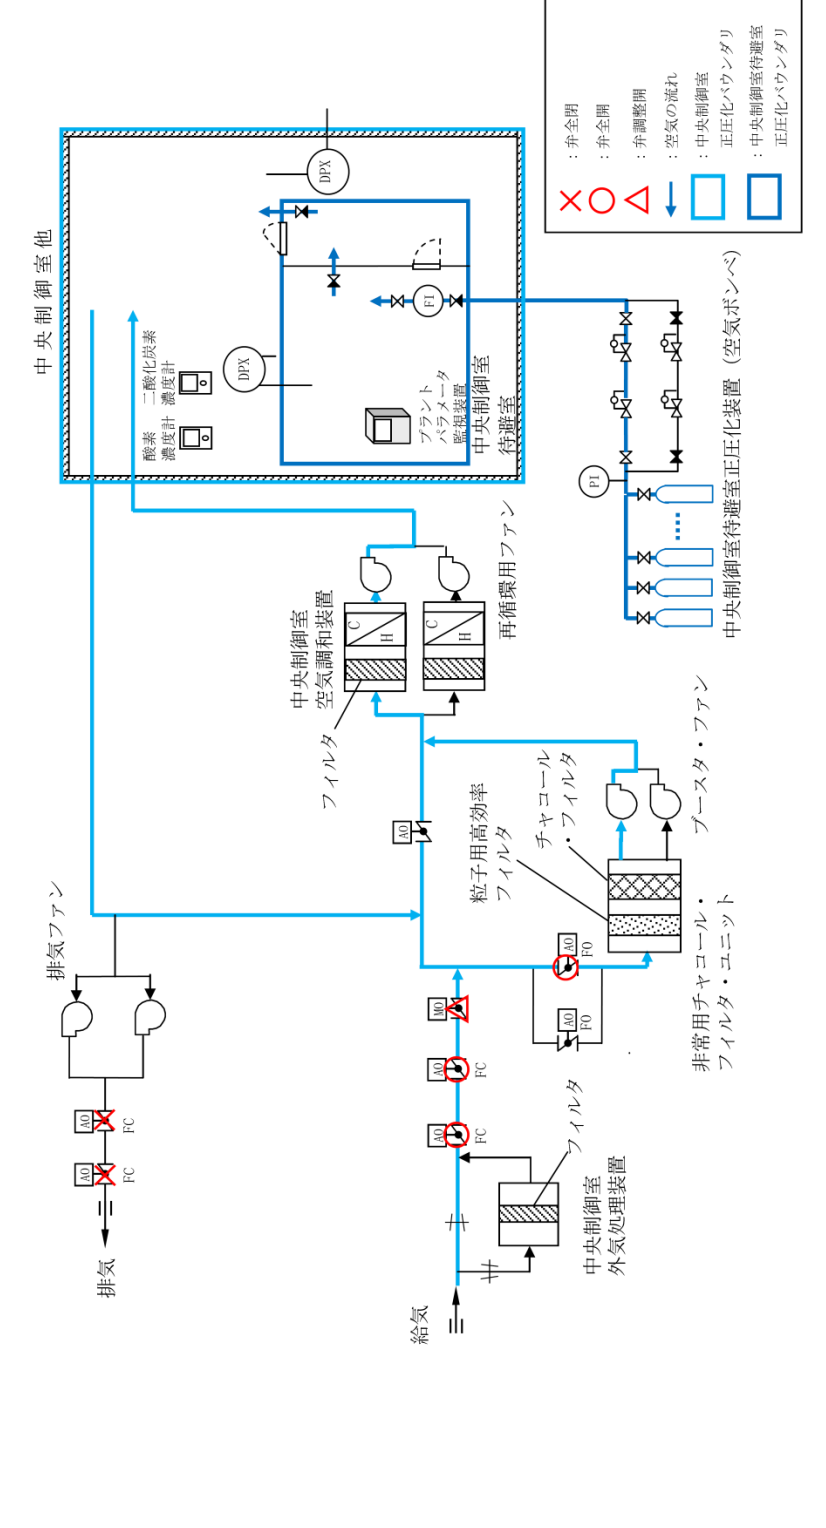 中央制御室他
DPX
DPX
二酸化炭素
濃度計
酸素
濃度計
FI
プラント
パラメータ
監視装置
中央制御室
待避室
PI
中央制御室待避室正圧化装置（空気ボンベ）
：弁全閉
：弁全開
：弁調整開
：空気の流れ
：中央制御室
正圧化バウンダリ
：中央制御室待避室
正圧化バウンダリ
中央制御室
空気調和装置
フィルタ
C
H
C
H
再循環用ファン
AO
粒子用高効率
フィルタ
チャコール
・フィルタ
ブースタ・ファン
非常用チャコール・
フィルタ・ユニット
AO
FO
AO
FO
排気ファン
AO
FC
AO
FC
排気
MO
AO
FC
AO
FC
フィルタ
中央制御室
外気処理装置
給気